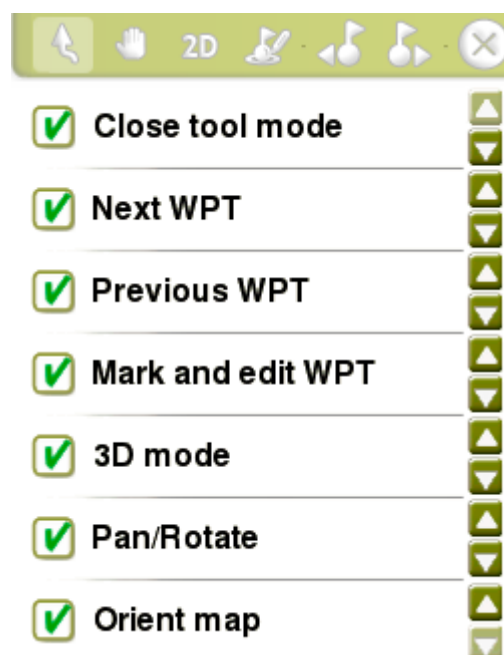 2D
Close tool mode
Next WPT
Previous WPT
Mark and edit WPT
3D mode
Pan/Rotate
Orient map